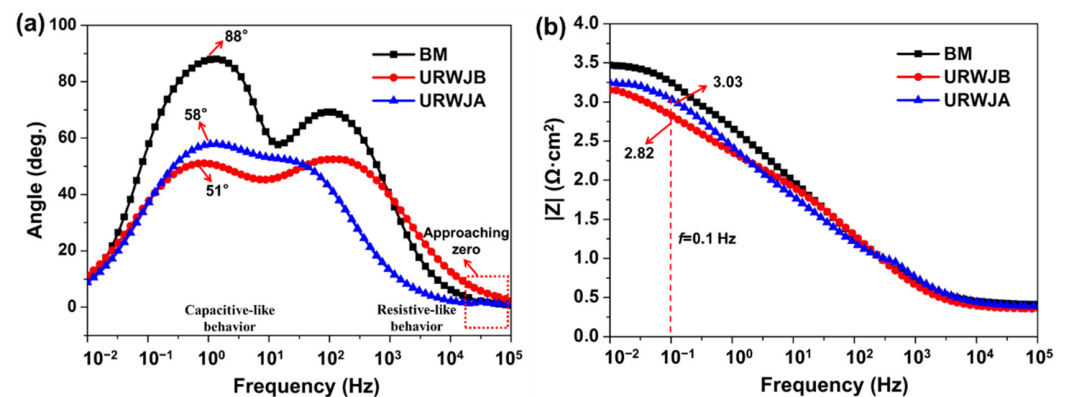 (a)
100
80
60
40
20
0
Angle (deg.)
88°
58°
51°
BM
URWJB
URWJA
Approaching
zero
Capacitive-like
behavior
Resistive-like
behavior
10⁻² 10⁻¹ 10⁰ 10¹ 10² 10³ 10⁴ 10⁵
Frequency (Hz)
(b)
4.0
3.5
3.0
2.5
2.0
1.5
1.0
0.5
0.0
|Z| (Ω·cm²)
BM
URWJB
URWJA
3.03
2.82
f=0.1 Hz
10⁻² 10⁻¹ 10⁰ 10¹ 10² 10³ 10⁴ 10⁵
Frequency (Hz)